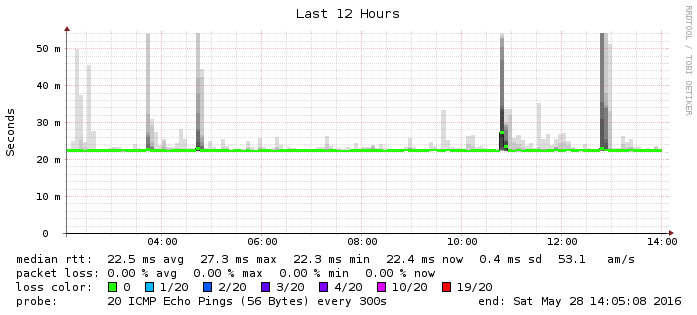 Last 12 Hours
RRDTOOL / TOBI OETIKER
Seconds
50 m
40 m
30 m
20 m
10 m
0
04:00 06:00 08:00 10:00 12:00 14:00
median rtt: 22.5 ms avg 27.3 ms max 22.3 ms min 22.4 ms now 0.4 ms sd 53.1 am/s
packet loss: 0.00 % avg 0.00 % max 0.00 % min 0.00 % now
loss color: 0 1/20 2/20 3/20 4/20 10/20 19/20
probe: 20 ICMP Echo Pings (56 Bytes) every 300s end: Sat May 28 14:05:08 2016